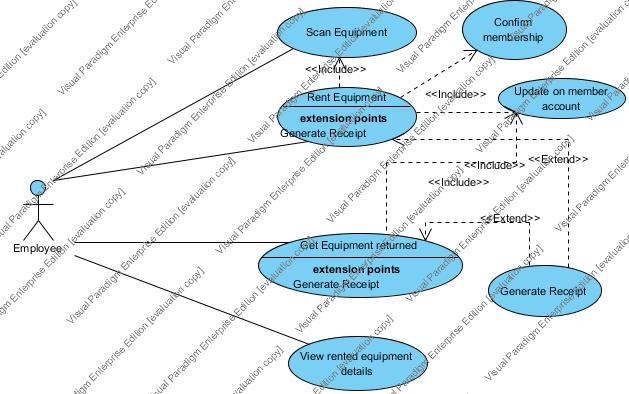 Scan Equipment
Confirm
membership
<<Include>>
Rent Equipment
extension points
Generate Receipt
<<Include>>
Update on member
account
<<Include>>
<<Extend>>
<<Include>>
Employee
<<Extend>>
Get Equipment returned
extension points
Generate Receipt
Generate Receipt
View rented equipment
details
Visual Paradigm Enterprise Edition [evaluation copy]